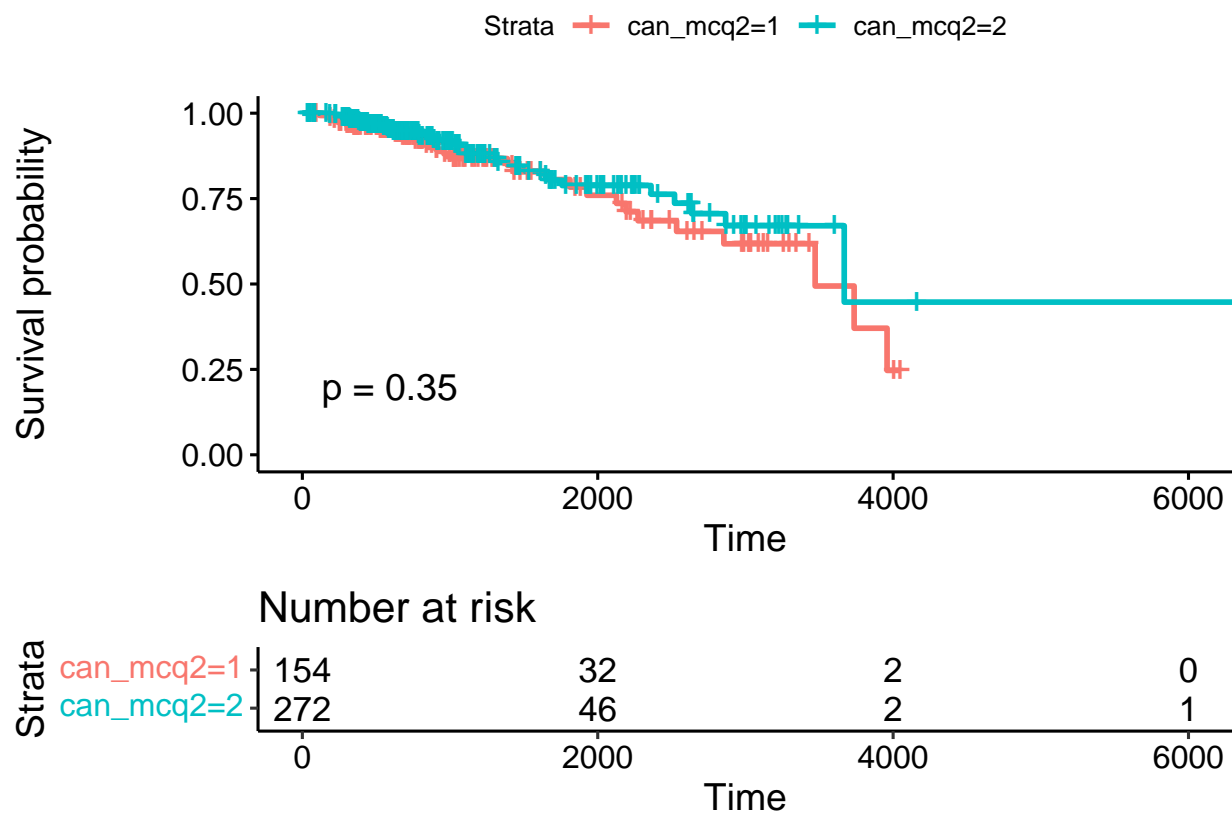 Strata can_mcq2=1 can_mcq2=2
Survival probability
1.00
0.75
0.50
0.25
0.00
p = 0.35
0 2000 4000 6000
Time
Number at risk
Strata
can_mcq2=1 154 32 2 0
can_mcq2=2 272 46 2 1
0 2000 4000 6000
Time